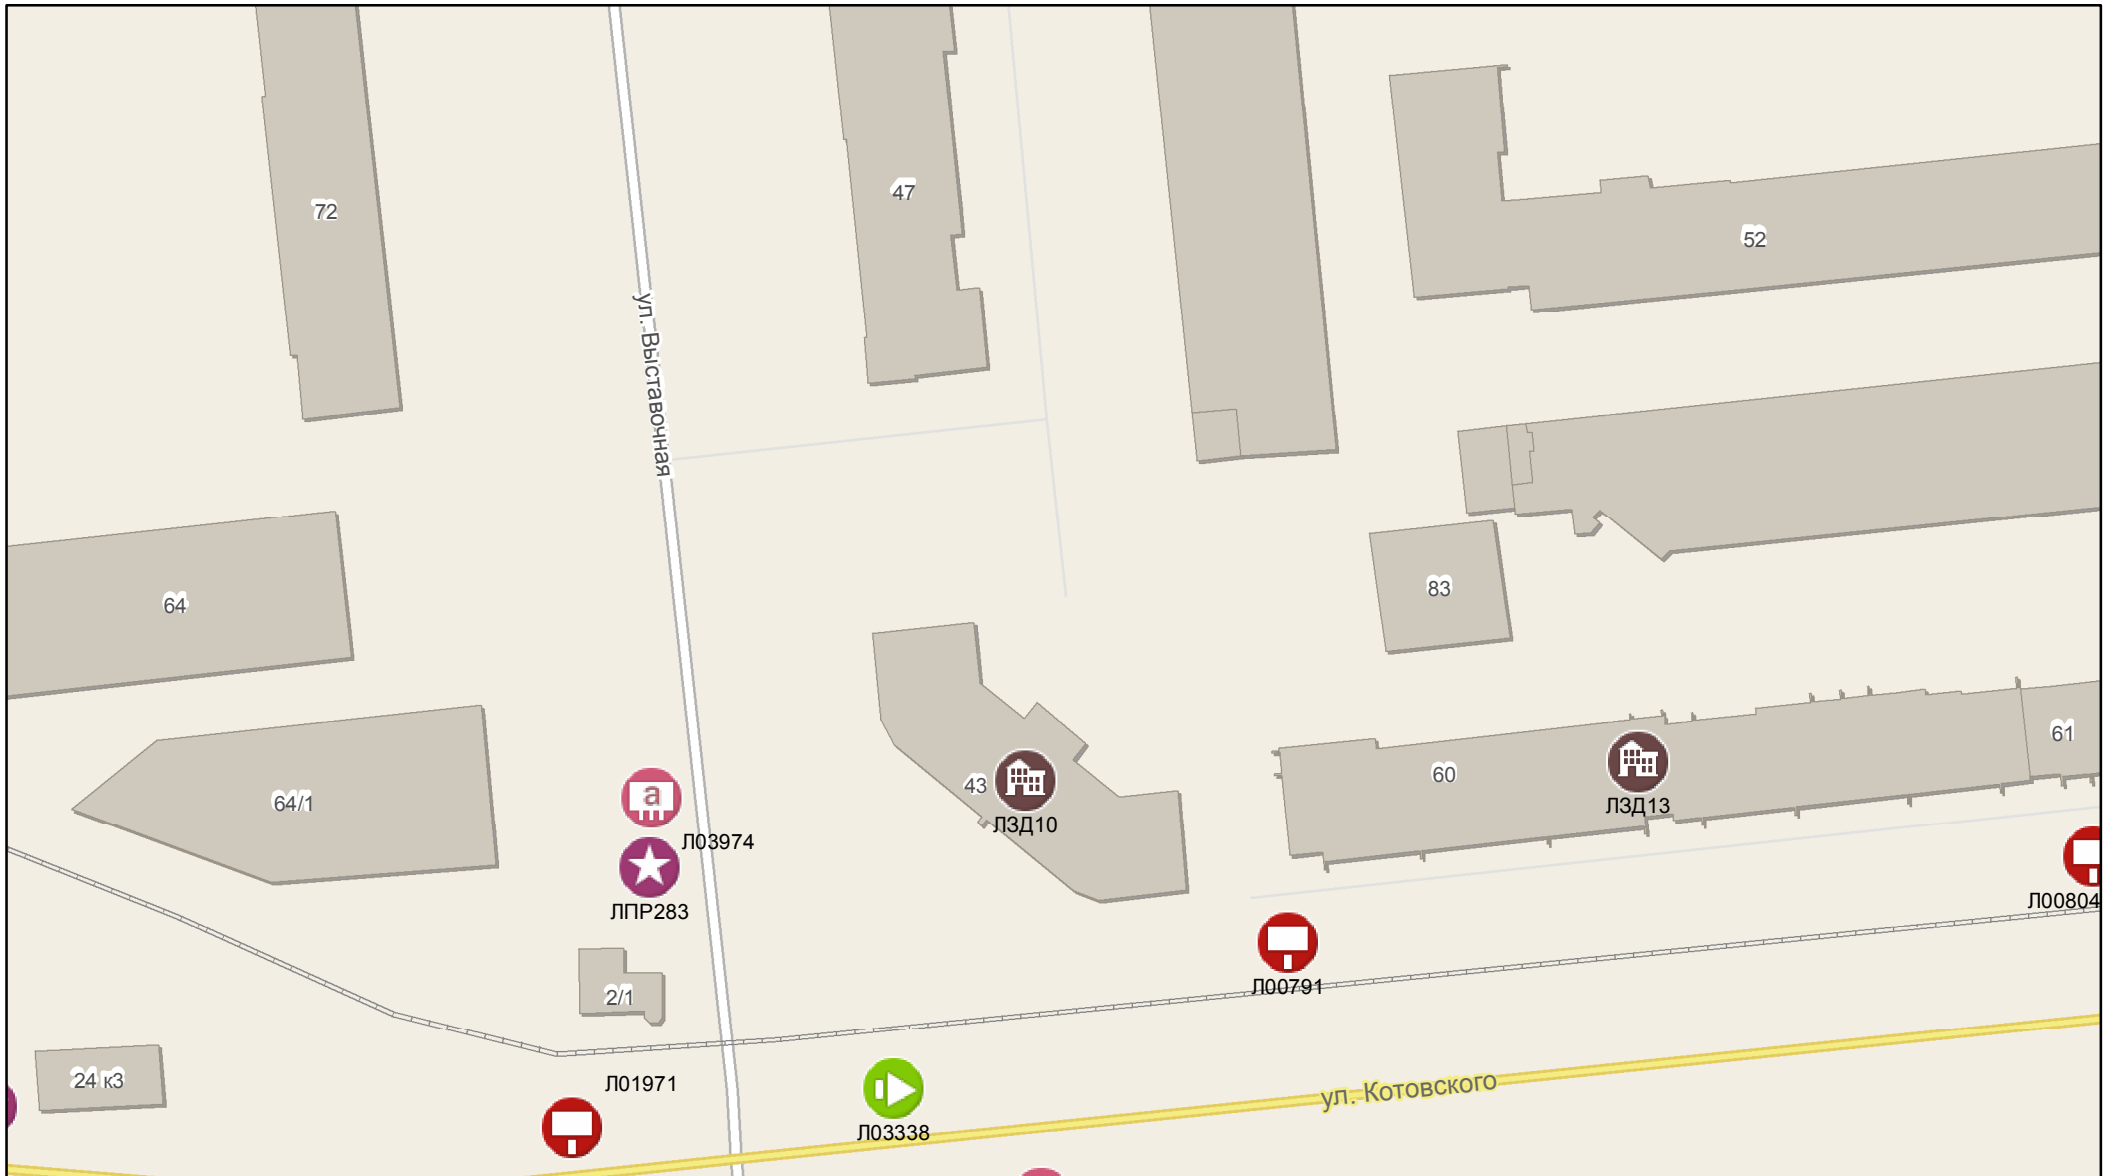 72
47
52
ул. Выставочная
64
83
43
60
61
64/1
a
ЛЗД10
ЛЗД13
Л03974
ЛПР283
Л00804
Л00791
2/1
24 к3
Л01971
Л03338
ул. Котовского